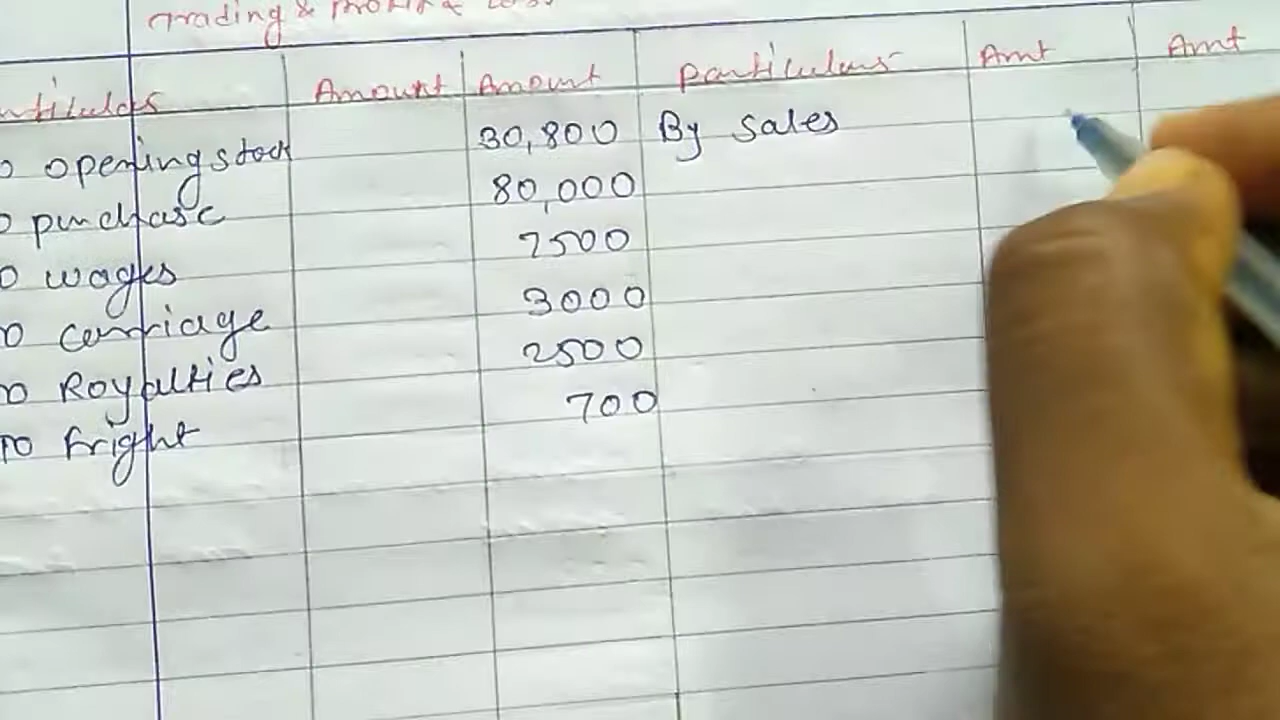 Trading & Profit & Loss
Amount Amount Particulars Amt Amt
opening stock 30,800 By Sales
purchase 80,000
wages 7500
carriage 3000
Royalties 2500
To Fright 700